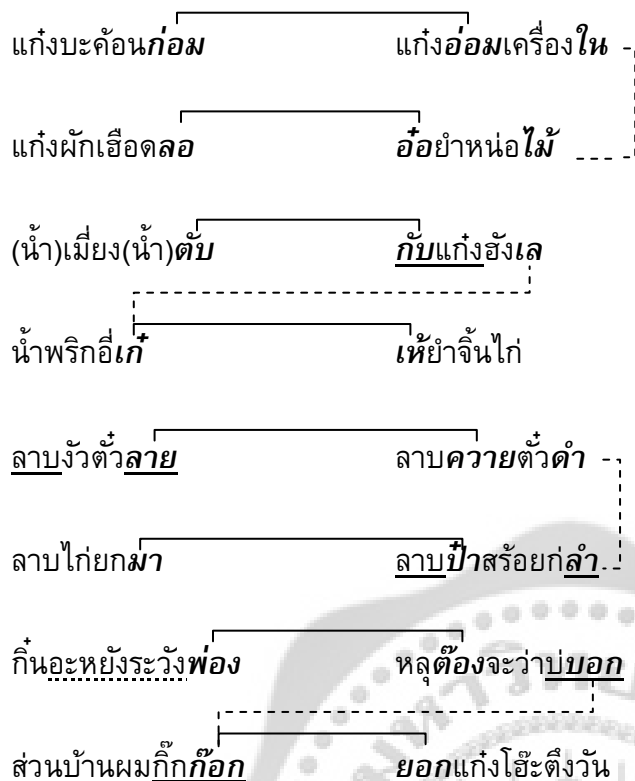 แก๋งบะค้อนก่อม แก๋งอ่อมเครื่องใน
แก๋งผักเฮือดลอ อ๋อยำหน่อไม้
(น้ำ)เมี่ยง(น้ำ)ตับ กับแก๋งฮังเล
น้ำพริกอี่เก๋ เห้ยำจิ้นไก่
ลาบงัวตั๋วลาย ลาบควายตั๋วดำ
ลาบไก่ยกม๋า ลาบป๋าสร้อยก่ลำ
กิ๋นอะหยังระวังพ่อง หลุต๊องจะว่าบ่บอก
ส่วนบ้านผมกิ๊กก๊อก ยอกแก๋งโฮ๊ะตึงวัน